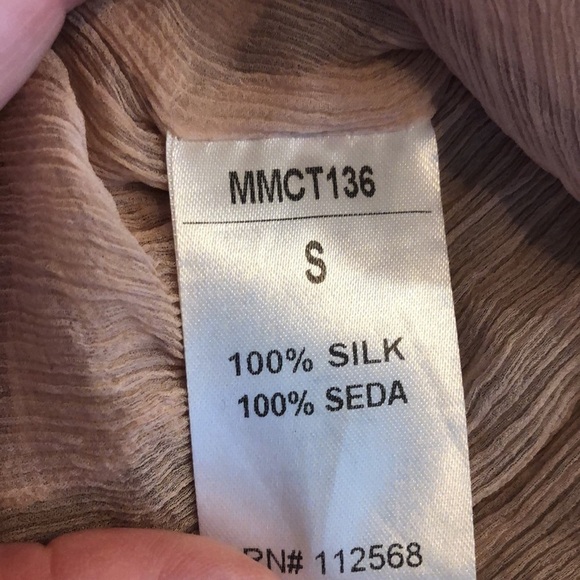 MMCT136
S
100% SILK
100% SEDA
RN# 112568